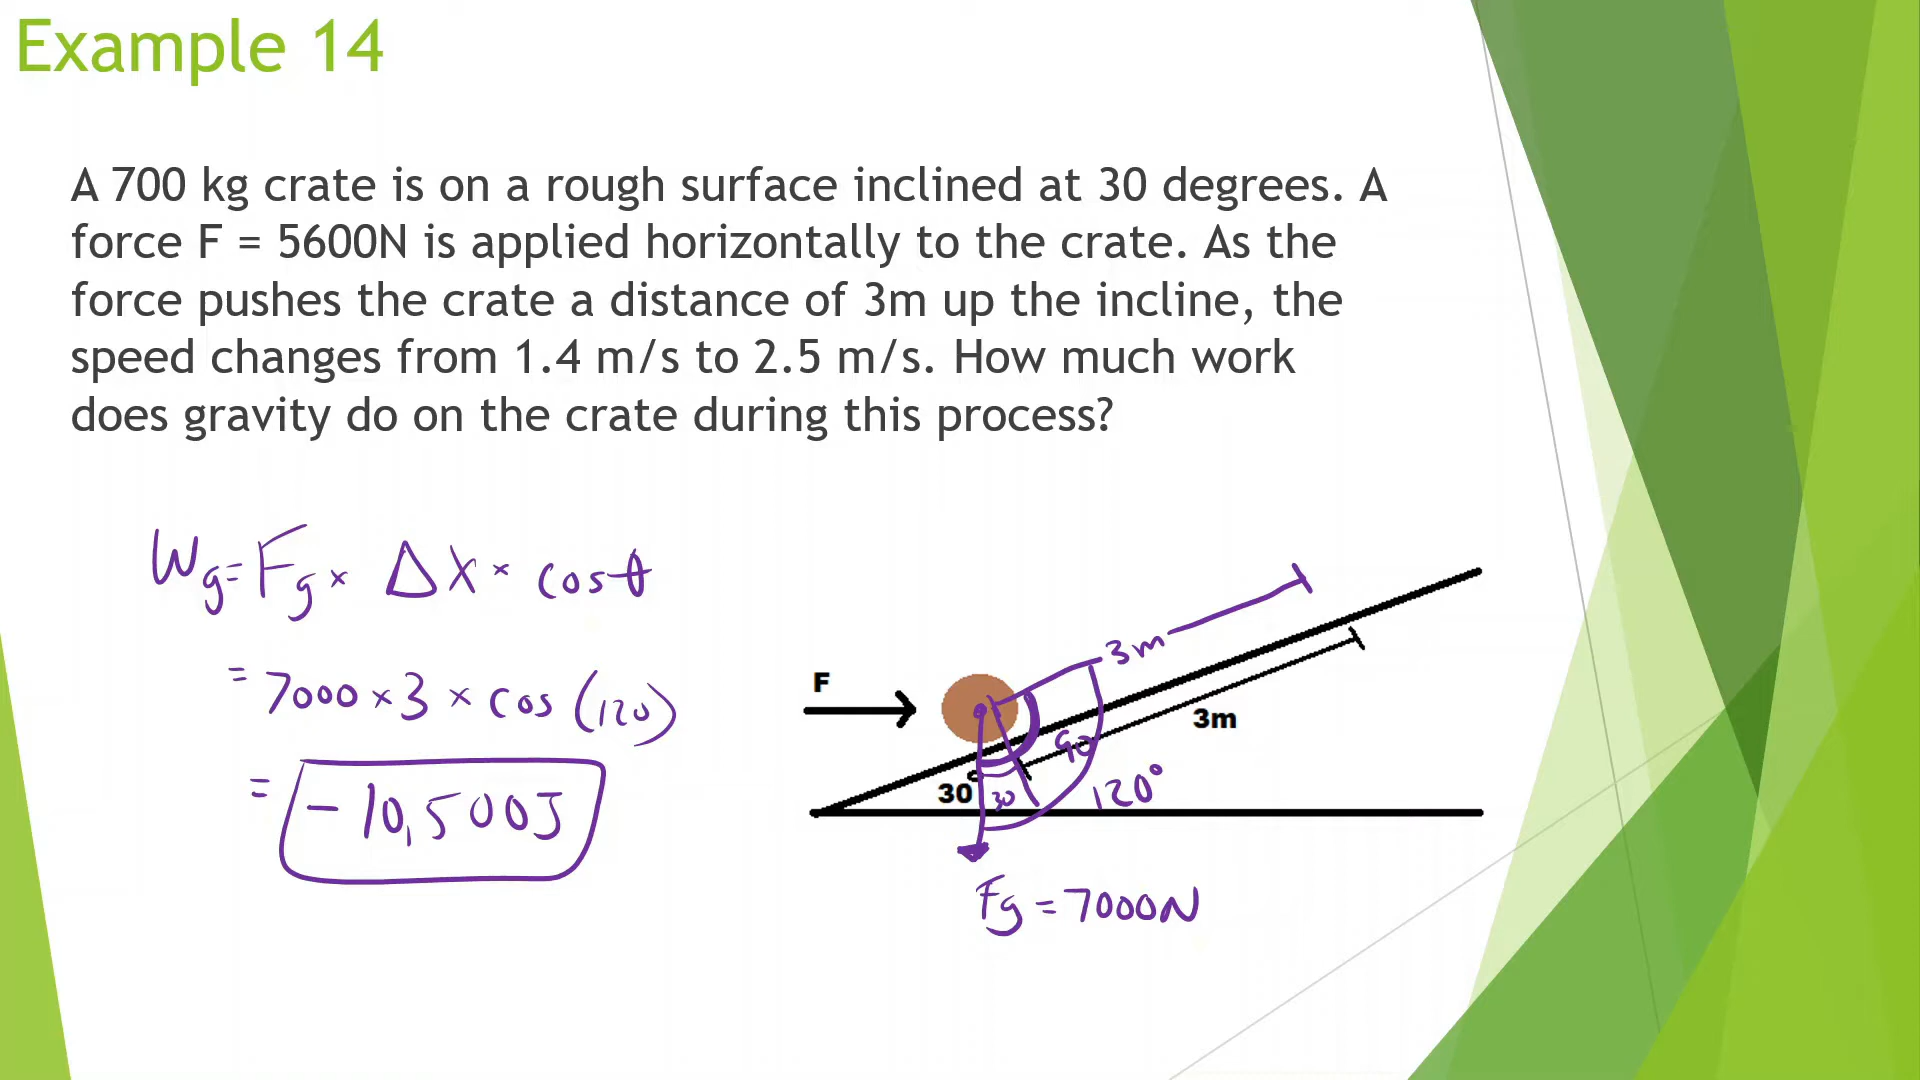 Example 14
A 700 kg crate is on a rough surface inclined at 30 degrees. A
force F = 5600N is applied horizontally to the crate. As the
force pushes the crate a distance of 3m up the incline, the
speed changes from 1.4 m/s to 2.5 m/s. How much work
does gravity do on the crate during this process?
Wg = Fg × Δx × cosθ
= 7000 × 3 × cos (120)
= -10,500J
F
3m
3m
90
30°
30
120°
Fg = 7000N